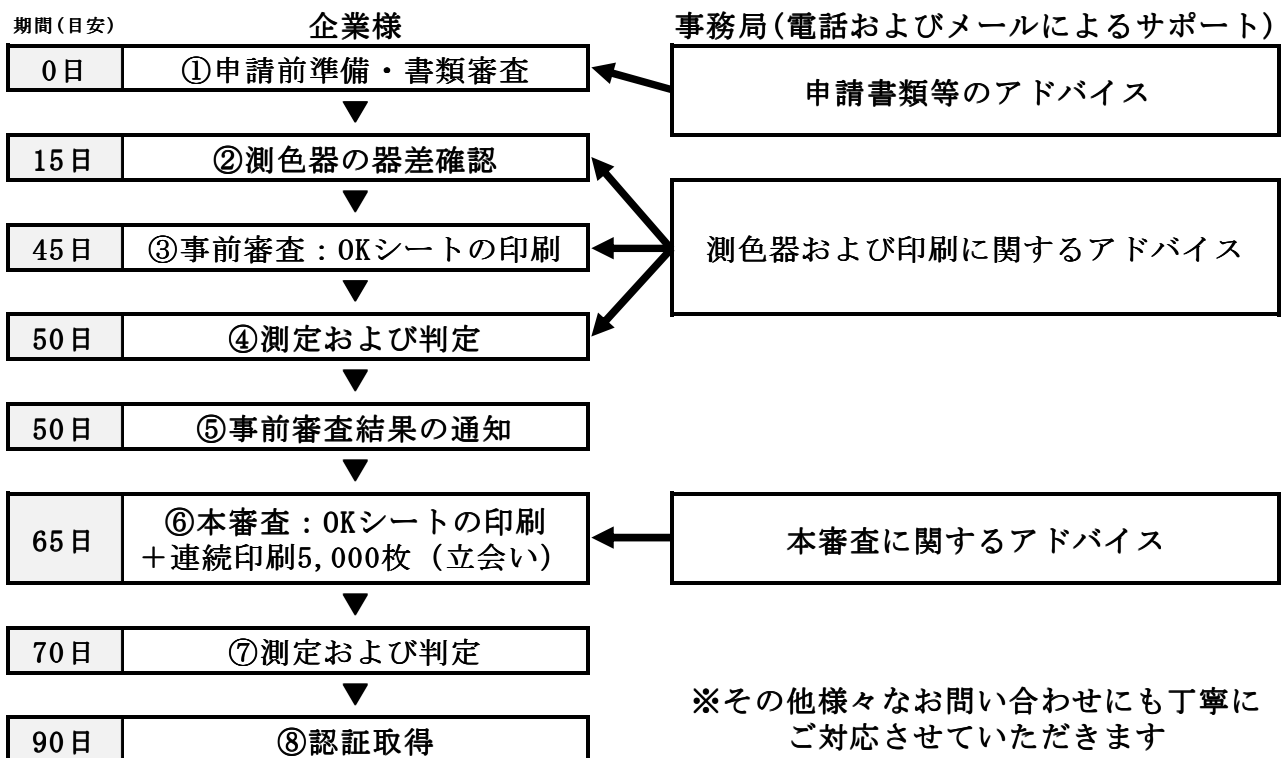 期間(目安)
企業様
事務局(電話およびメールによるサポート)
0日
①申請前準備・書類審査
申請書類等のアドバイス
15日
②測色器の器差確認
45日
③事前審査：OKシートの印刷
測色器および印刷に関するアドバイス
50日
④測定および判定
50日
⑤事前審査結果の通知
65日
⑥本審査：OKシートの印刷
＋連続印刷5,000枚（立会い）
本審査に関するアドバイス
70日
⑦測定および判定
90日
⑧認証取得
※その他様々なお問い合わせにも丁寧に
ご対応させていただきます